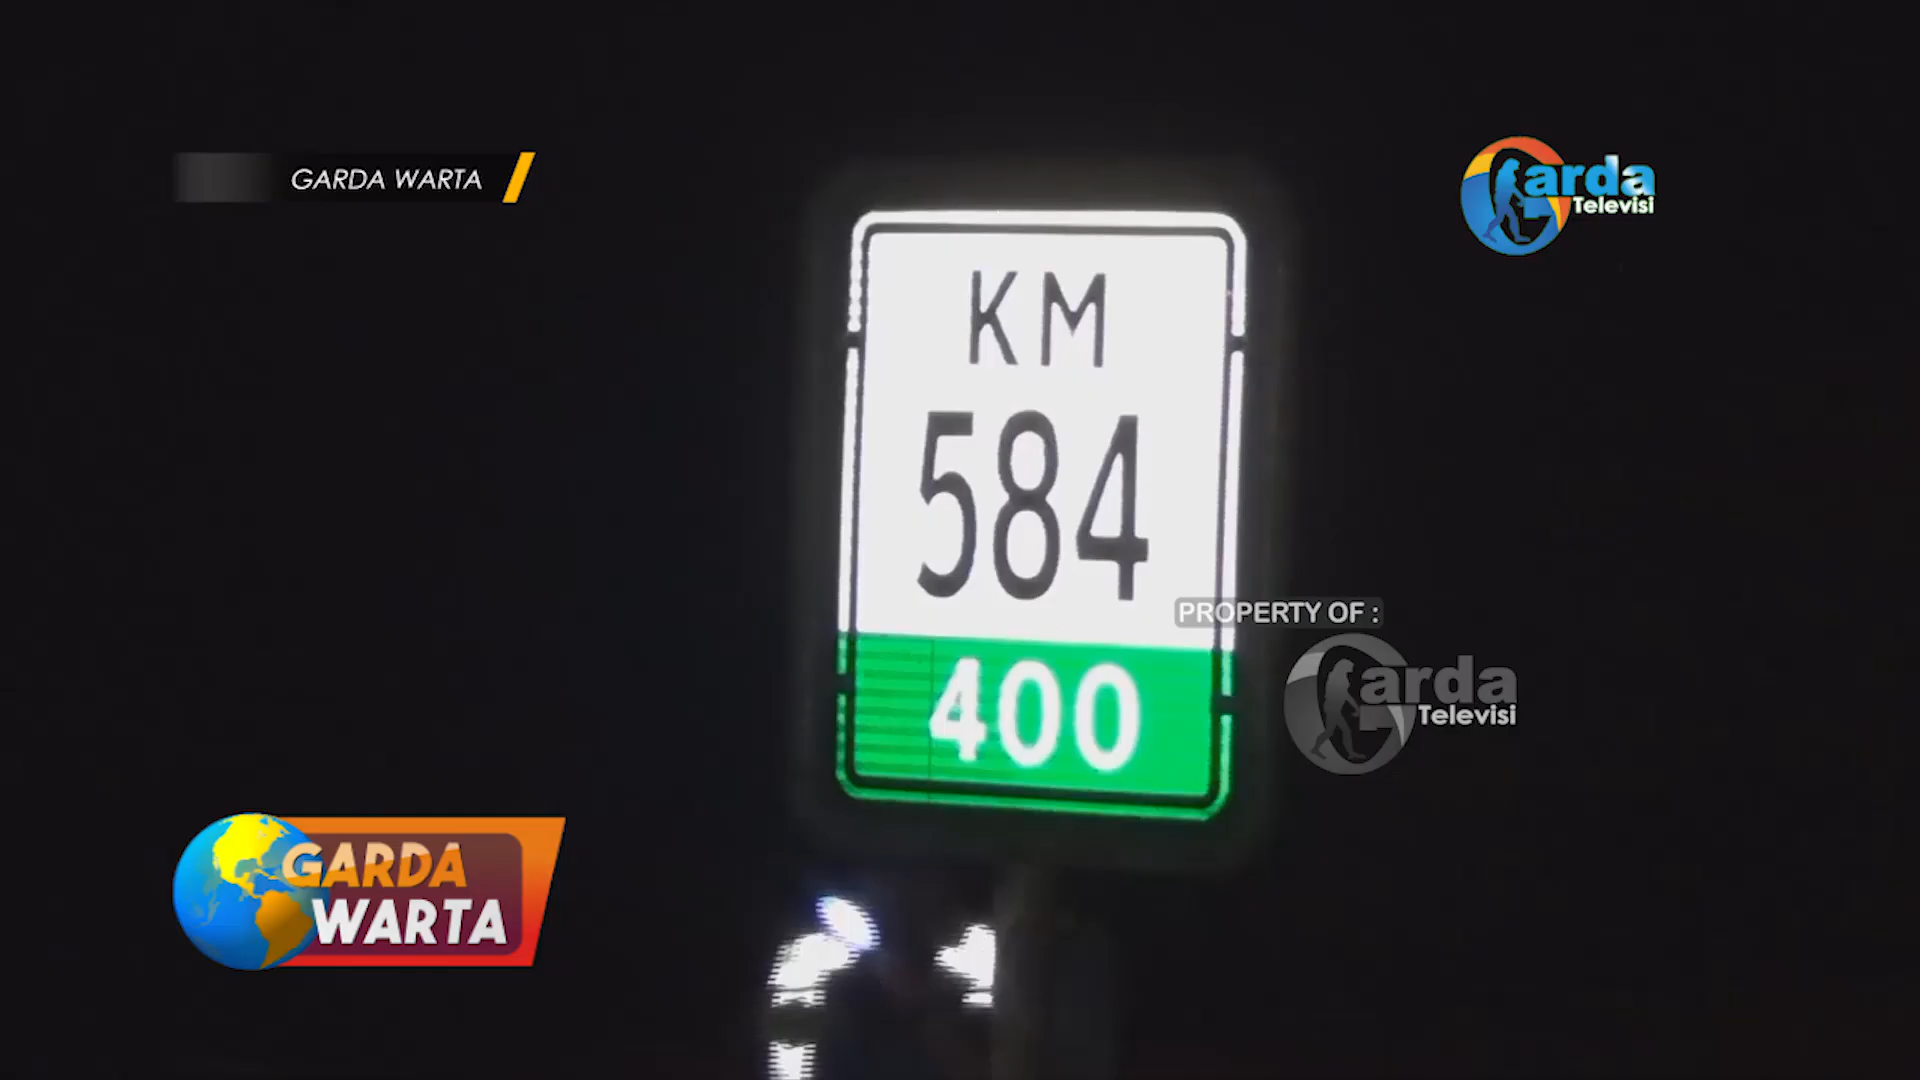 GARDA WARTA
Garda
Televisi
KM
584
400
PROPERTY OF :
Garda
Televisi
GARDA
WARTA